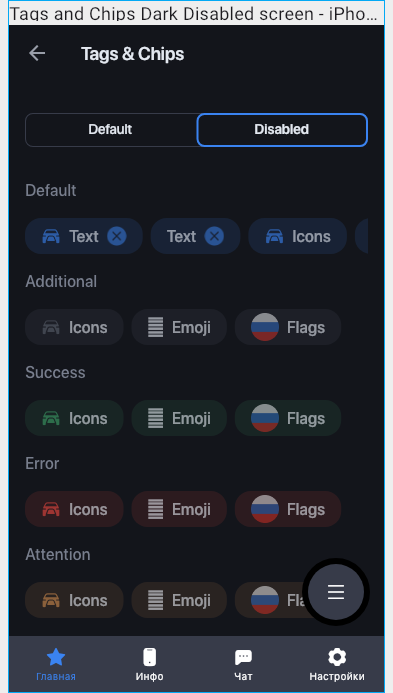 Tags and Chips Dark Disabled screen - iPho...
Tags & Chips
Default Disabled
Default
Text Text Icons
Additional
Icons Emoji Flags
Success
Icons Emoji Flags
Error
Icons Emoji Flags
Attention
Icons Emoji Fla
Главная Инфо Чат Настройки